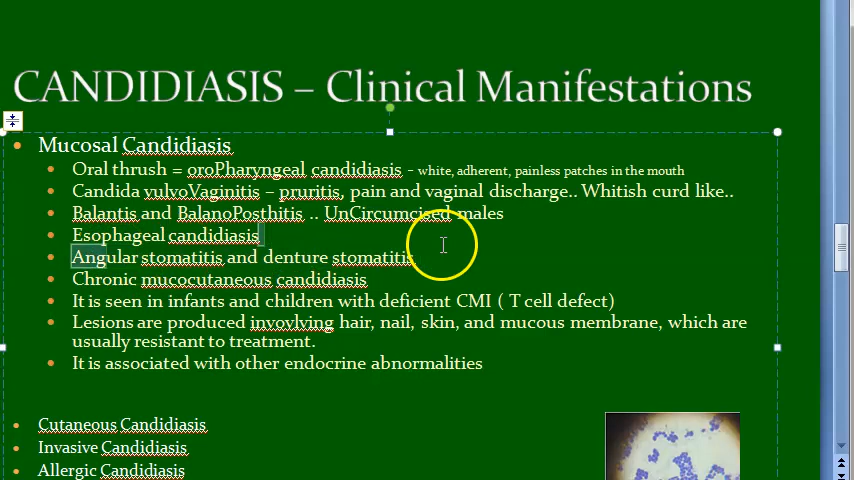 CANDIDIASIS – Clinical Manifestations
Mucosal Candidiasis
Oral thrush = oroPharyngeal candidiasis - white, adherent, painless patches in the mouth
Candida vulvoVaginitis – pruritis, pain and vaginal discharge.. Whitish curd like..
Balantis and BalanoPosthitis .. UnCircumcised males
Esophageal candidiasis
Angular stomatitis and denture stomatitis
Chronic mucocutaneous candidiasis
It is seen in infants and children with deficient CMI ( T cell defect)
Lesions are produced invovlving hair, nail, skin, and mucous membrane, which are
usually resistant to treatment.
It is associated with other endocrine abnormalities
Cutaneous Candidiasis
Invasive Candidiasis
Allergic Candidiasis